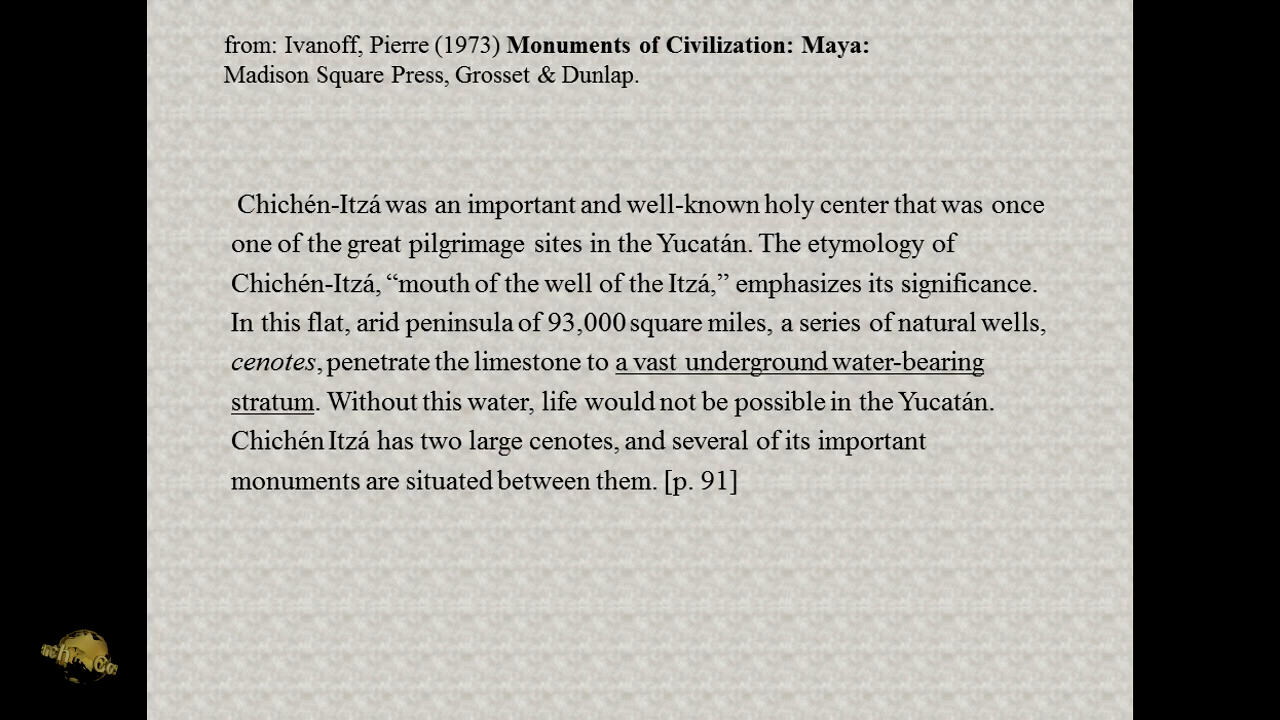 from: Ivanoff, Pierre (1973) Monuments of Civilization: Maya:
Madison Square Press, Grosset & Dunlap.
Chichén-Itzá was an important and well-known holy center that was once
one of the great pilgrimage sites in the Yucatán. The etymology of
Chichén-Itzá, “mouth of the well of the Itzá,” emphasizes its significance.
In this flat, arid peninsula of 93,000 square miles, a series of natural wells,
cenotes, penetrate the limestone to a vast underground water-bearing
stratum. Without this water, life would not be possible in the Yucatán.
Chichén Itzá has two large cenotes, and several of its important
monuments are situated between them. [p. 91]